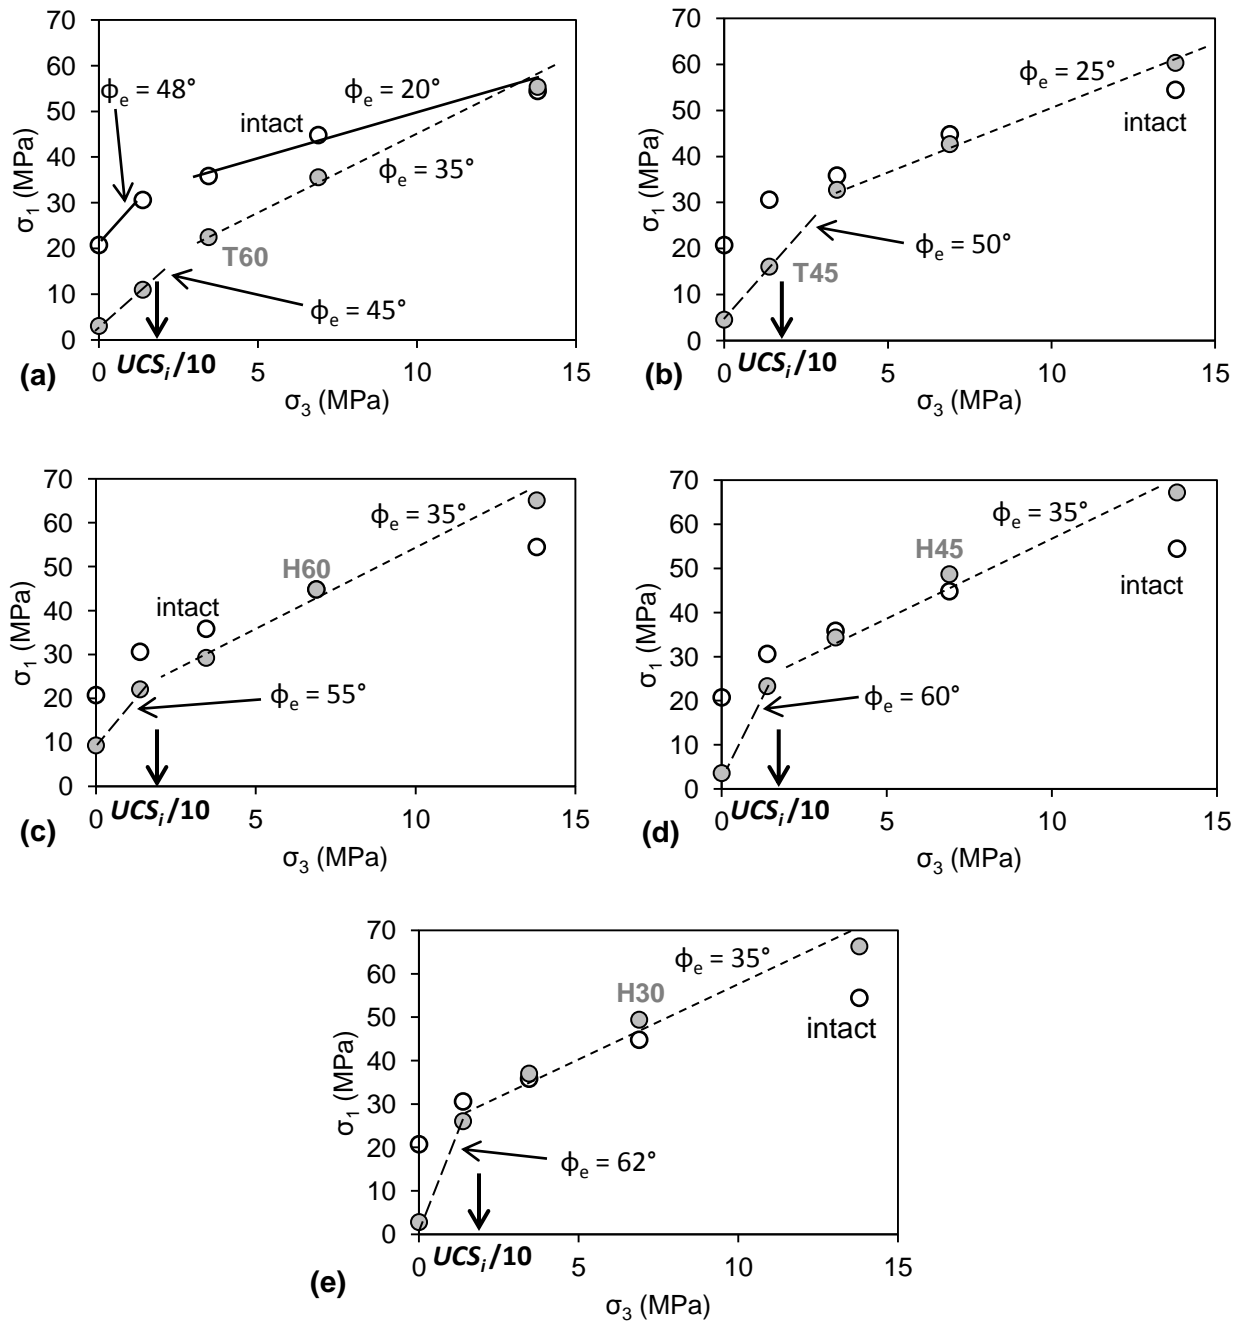 70
60
50
40
30
20
10
0
σ1 (MPa)
ϕe = 48°
ϕe = 20°
intact
ϕe = 35°
T60
ϕe = 45°
0
UCSi/10
5
10
15
(a)
σ3 (MPa)
70
60
50
40
30
20
10
0
σ1 (MPa)
ϕe = 25°
intact
ϕe = 50°
T45
0
UCSi/10
5
10
15
(b)
σ3 (MPa)
70
60
50
40
30
20
10
0
σ1 (MPa)
ϕe = 35°
H60
intact
ϕe = 55°
0
UCSi/10
5
10
15
(c)
σ3 (MPa)
70
60
50
40
30
20
10
0
σ1 (MPa)
ϕe = 35°
H45
intact
ϕe = 60°
0
UCSi/10
5
10
15
(d)
σ3 (MPa)
70
60
50
40
30
20
10
0
σ1 (MPa)
ϕe = 35°
H30
intact
ϕe = 62°
0
UCSi/10
5
10
15
(e)
σ3 (MPa)